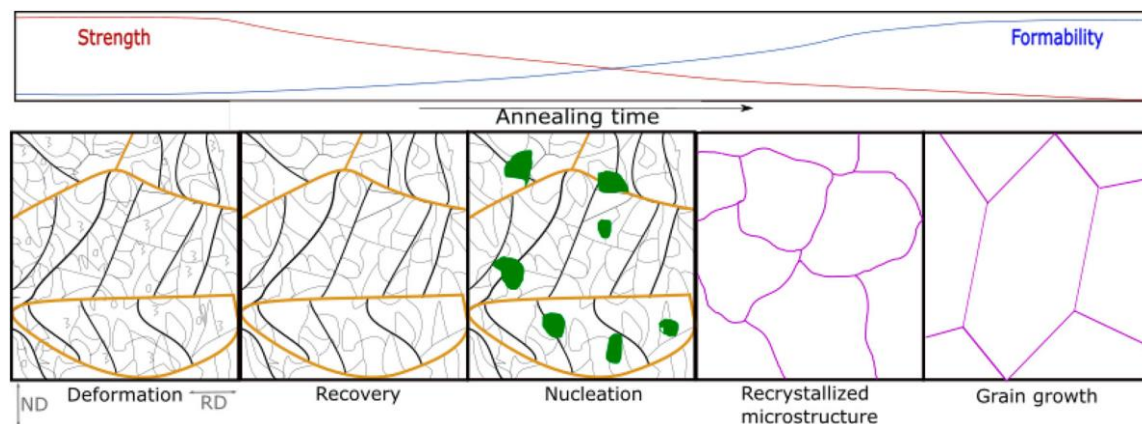 Strength
Formability
Annealing time
Deformation
Recovery
Nucleation
Recrystallized
microstructure
Grain growth
ND
RD